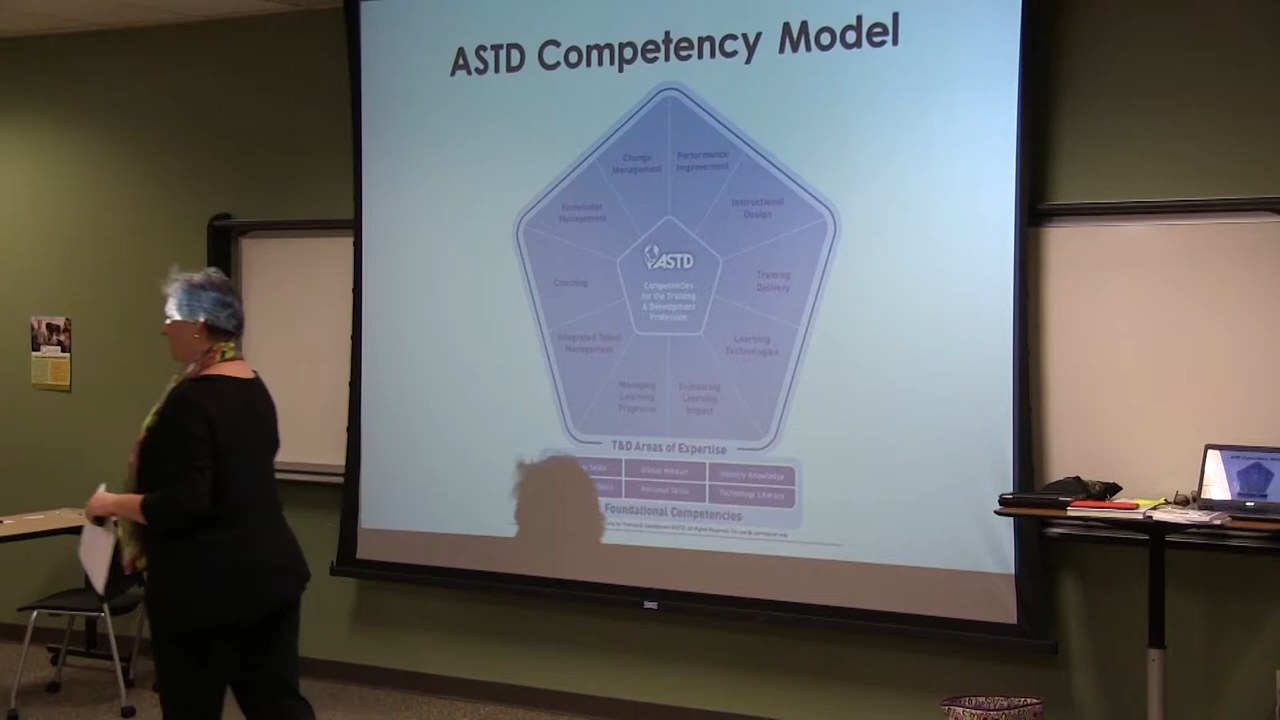 ASTD Competency Model
Change
Management
Performance
Improvement
Knowledge
Management
Instructional
Design
ASTD
Competencies
for the Training
& Development
Profession
Coaching
Training
Delivery
Integrated Talent
Management
Learning
Technologies
Managing
Learning
Programs
Evaluating
Learning
Impact
T&D Areas of Expertise
Skills
Global Mindset
Industry Knowledge
Skills
Personal Skills
Technology Literacy
Foundational Competencies